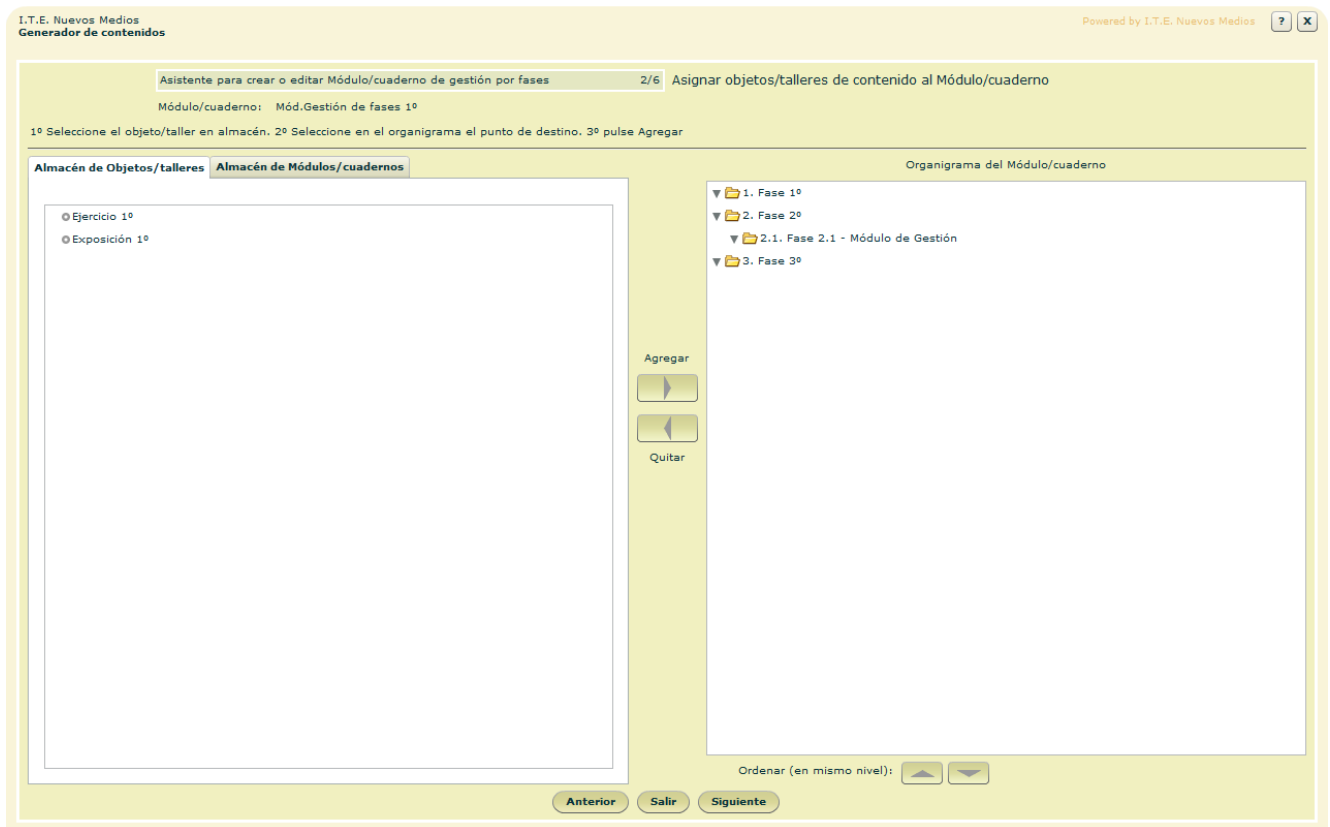 I.T.E. Nuevos Medios
Generador de contenidos
Powered by I.T.E. Nuevos Medios
?
X
Asistente para crear o editar Módulo/cuaderno de gestión por fases 2/6
Asignar objetos/talleres de contenido al Módulo/cuaderno
Módulo/cuaderno: Mód.Gestión de fases 1º
1º Seleccione el objeto/taller en almacén. 2º Seleccione en el organigrama el punto de destino. 3º pulse Agregar
Almacén de Objetos/talleres
Almacén de Módulos/cuadernos
Ejercicio 1º
Exposición 1º
Agregar
Quitar
Organigrama del Módulo/cuaderno
1. Fase 1º
2. Fase 2º
2.1. Fase 2.1 - Módulo de Gestión
3. Fase 3º
Ordenar (en mismo nivel):
Anterior
Salir
Siguiente